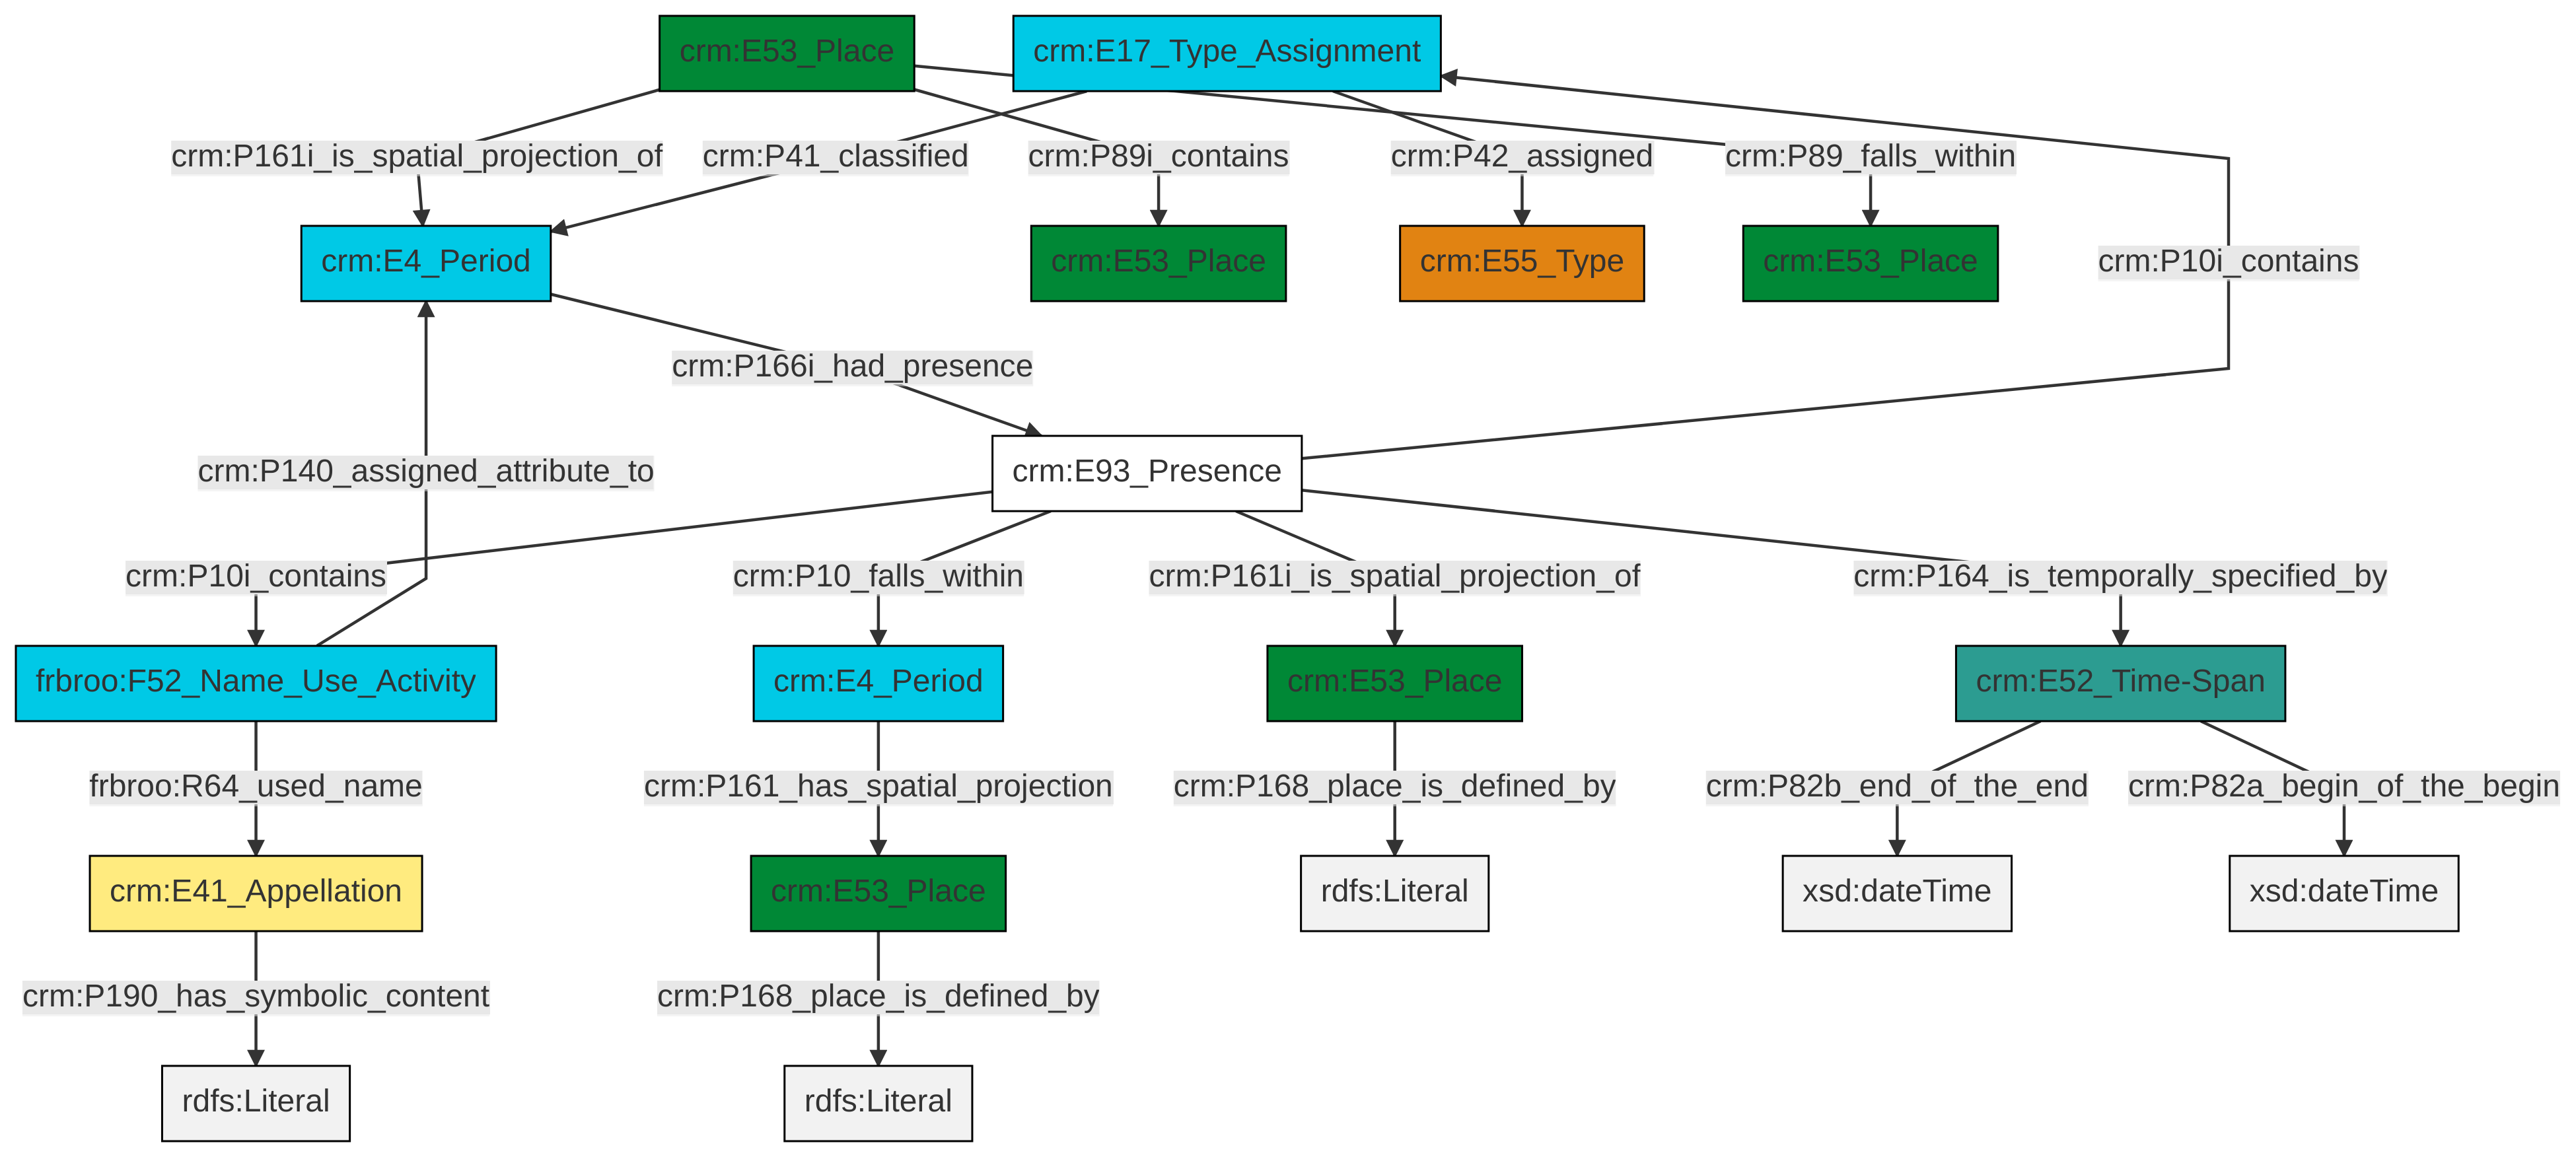 crm:E53_Place
crm:E17_Type_Assignment
crm:P161i_is_spatial_projection_of
crm:P41_classified
crm:P89i_contains
crm:P42_assigned
crm:P89_falls_within
crm:E4_Period
crm:E53_Place
crm:E55_Type
crm:E53_Place
crm:P10i_contains
crm:P166i_had_presence
crm:P140_assigned_attribute_to
crm:E93_Presence
crm:P10i_contains
crm:P10_falls_within
crm:P161i_is_spatial_projection_of
crm:P164_is_temporally_specified_by
frbroo:F52_Name_Use_Activity
crm:E4_Period
crm:E53_Place
crm:E52_Time-Span
frbroo:R64_used_name
crm:P161_has_spatial_projection
crm:P168_place_is_defined_by
crm:P82b_end_of_the_end
crm:P82a_begin_of_the_begin
crm:E41_Appellation
crm:E53_Place
rdfs:Literal
xsd:dateTime
xsd:dateTime
crm:P190_has_symbolic_content
crm:P168_place_is_defined_by
rdfs:Literal
rdfs:Literal